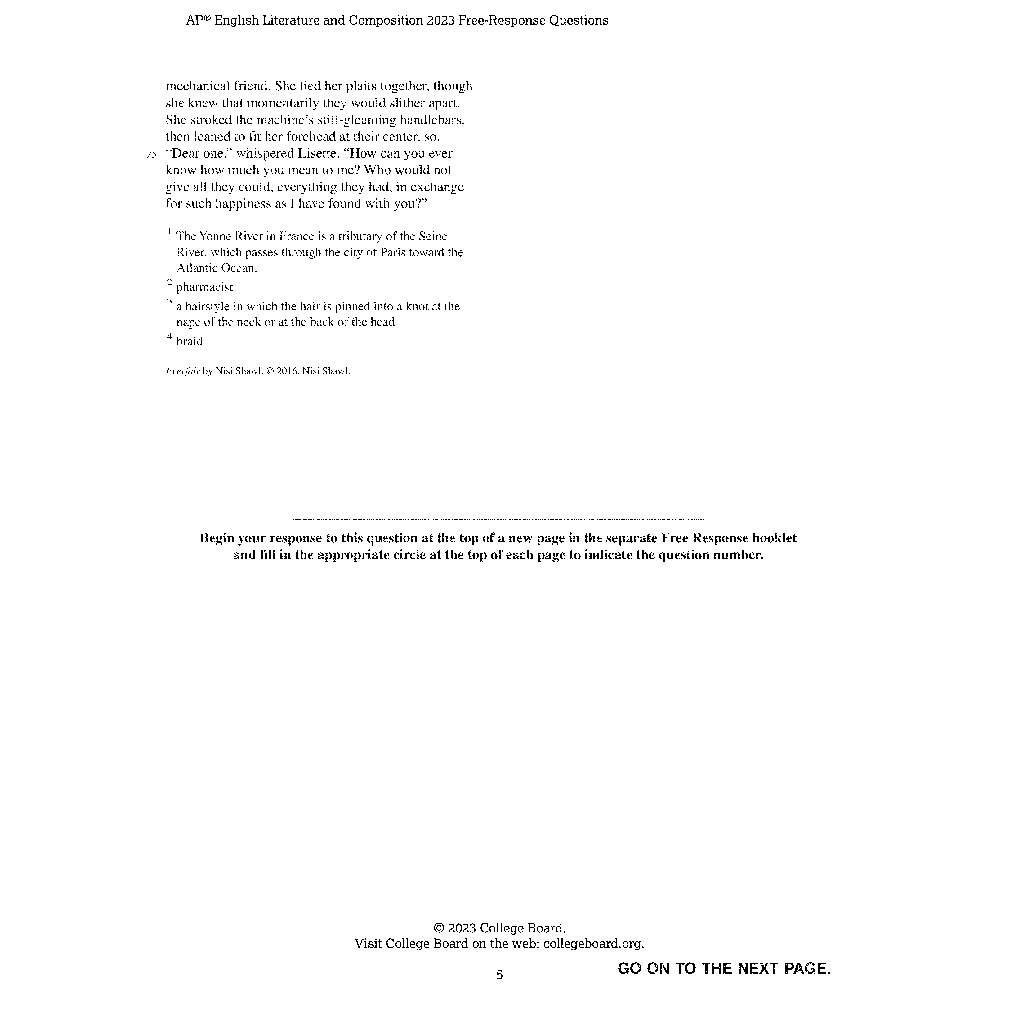 AP® English Literature and Composition 2023 Free-Response Questions
mechanical friend. She tied her plaits together, though
she knew that momentarily they would slither apart.
She stroked the machine's still-gleaming handlebars,
then leaned to fit her forehead at their center, so.
75 “Dear one,” whispered Lisette. “How can you ever
know how much you mean to me? Who would not
give all they could, everything they had, in exchange
for such happiness as I have found with you?”
1 The Yonne River in France is a tributary of the Seine
River, which passes through the city of Paris toward the
Atlantic Ocean.
2 pharmacist
3 a hairstyle in which the hair is pinned into a knot at the
nape of the neck or at the back of the head
4 braid
Everfair by Nisi Shawl. © 2016, Nisi Shawl.
Begin your response to this question at the top of a new page in the separate Free Response booklet
and fill in the appropriate circle at the top of each page to indicate the question number.
© 2023 College Board.
Visit College Board on the web: collegeboard.org.
5
GO ON TO THE NEXT PAGE.